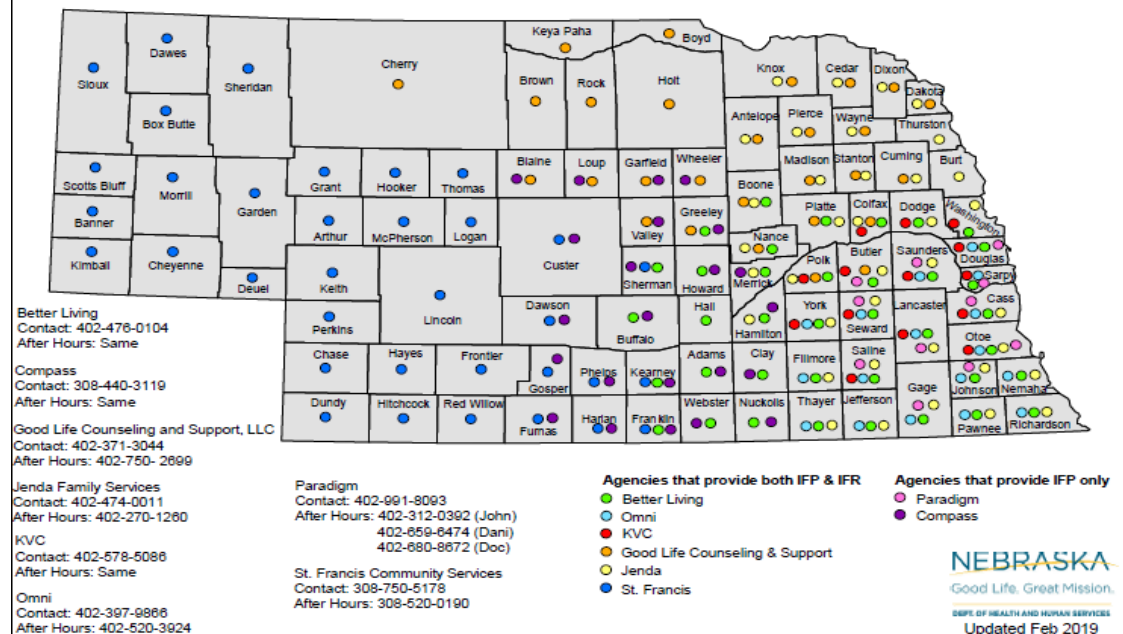 Keya Paha
Boyd
Dawes
Sioux
Sheridan
Cherry
Brown
Rock
Holt
Knox
Cedar
Dixon
Dakota
Box Butte
Antelope
Pierce
Wayne
Thurston
Scotts Bluff
Morrill
Grant
Hooker
Thomas
Blaine
Loup
Garfield
Wheeler
Madison
Stanton
Cuming
Burt
Banner
Garden
Arthur
McPherson
Logan
Valley
Greeley
Boone
Platte
Colfax
Dodge
Washington
Nance
Kimball
Cheyenne
Deuel
Keith
Custer
Sherman
Howard
Merrick
Polk
Butler
Saunders
Douglas
Sarpy
Perkins
Lincoln
Dawson
Buffalo
Hall
Hamilton
York
Seward
Lancaster
Cass
Otoe
Chase
Hayes
Frontier
Gosper
Phelps
Kearney
Adams
Clay
Fillmore
Saline
Gage
Johnson
Nemaha
Dundy
Hitchcock
Red Willow
Furnas
Harlan
Franklin
Webster
Nuckolls
Thayer
Jefferson
Pawnee
Richardson
Better Living
Contact: 402-476-0104
After Hours: Same
Compass
Contact: 308-440-3119
After Hours: Same
Good Life Counseling and Support, LLC
Contact: 402-371-3044
After Hours: 402-750- 2699
Jenda Family Services
Contact: 402-474-0011
After Hours: 402-270-1260
KVC
Contact: 402-578-5086
After Hours: Same
Omni
Contact: 402-397-9866
After Hours: 402-520-3924
Paradigm
Contact: 402-991-8093
After Hours: 402-312-0392 (John)
402-659-6474 (Dani)
402-680-8672 (Doc)
St. Francis Community Services
Contact: 308-750-5178
After Hours: 308-520-0190
Agencies that provide both IFP & IFR
Better Living
Omni
KVC
Good Life Counseling & Support
Jenda
St. Francis
Agencies that provide IFP only
Paradigm
Compass
NEBRASKA
Good Life. Great Mission.
DEPT. OF HEALTH AND HUMAN SERVICES
Updated Feb 2019